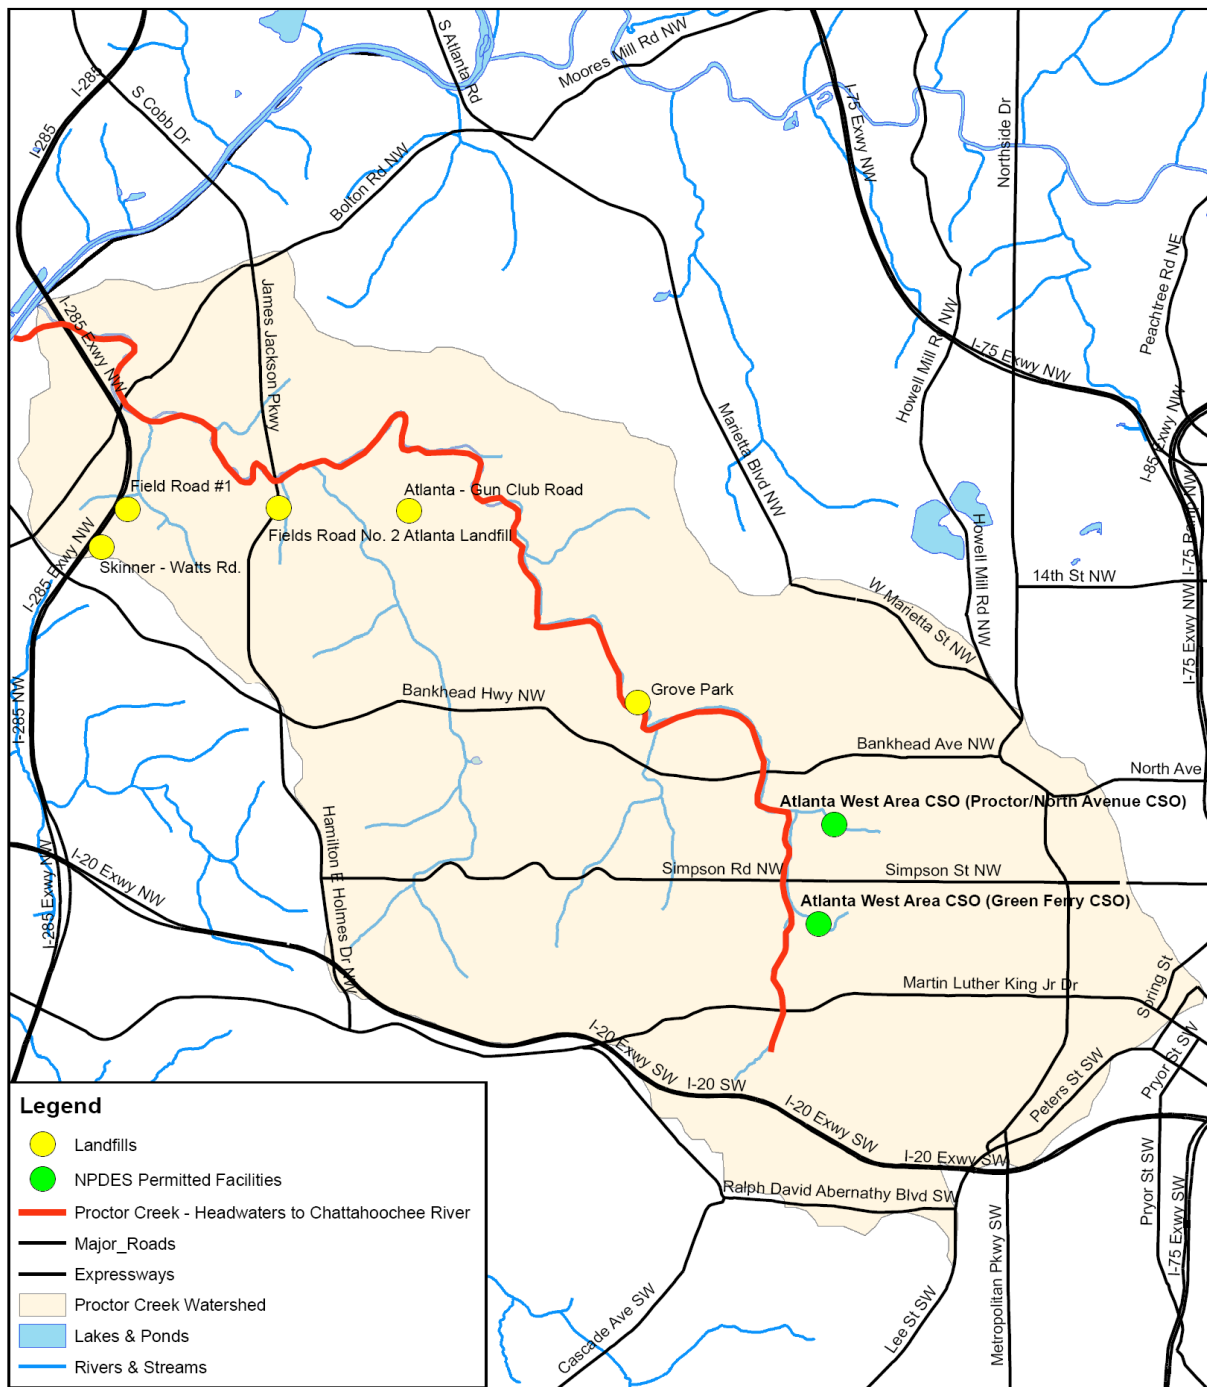 S Atlanta Rd
Moores Mill Rd NW
I-285
S Cobb Dr
I-75 Exwy NW
I-285
Northside Dr
Bolton Rd NW
Peachtree Rd NE
James Jackson Pkwy
I-285 Exwy NW
Howell Mill Rd NW
I-75 Exwy NW
Marietta Blvd NW
I-85 Exwy NW
Field Road #1
Atlanta - Gun Club Road
Fields Road No. 2 Atlanta Landfill
Howell Mill Rd NW
I-75 Ramp NW
Skinner - Watts Rd.
I-285 Exwy NW
14th St NW
W Marietta St NW
I-75 Exwy NW
I-285 NW
Bankhead Hwy NW
Grove Park
Bankhead Ave NW
North Ave
Atlanta West Area CSO (Proctor/North Avenue CSO)
Hamilton E Holmes Dr NW
I-20 Exwy NW
Simpson Rd NW
Simpson St NW
I-285 Exwy NW
Atlanta West Area CSO (Green Ferry CSO)
Martin Luther King Jr Dr
Spring St
I-20 Exwy SW
I-20 SW
Peters St SW
Pryor St SW
I-20 Exwy SW
I-20 Exwy SW
Ralph David Abernathy Blvd SW
Pryor St SW
I-75 Exwy SW
Metropolitan Pkwy SW
Cascade Ave SW
Lee St SW
Legend
Landfills
NPDES Permitted Facilities
Proctor Creek - Headwaters to Chattahoochee River
Major_Roads
Expressways
Proctor Creek Watershed
Lakes & Ponds
Rivers & Streams